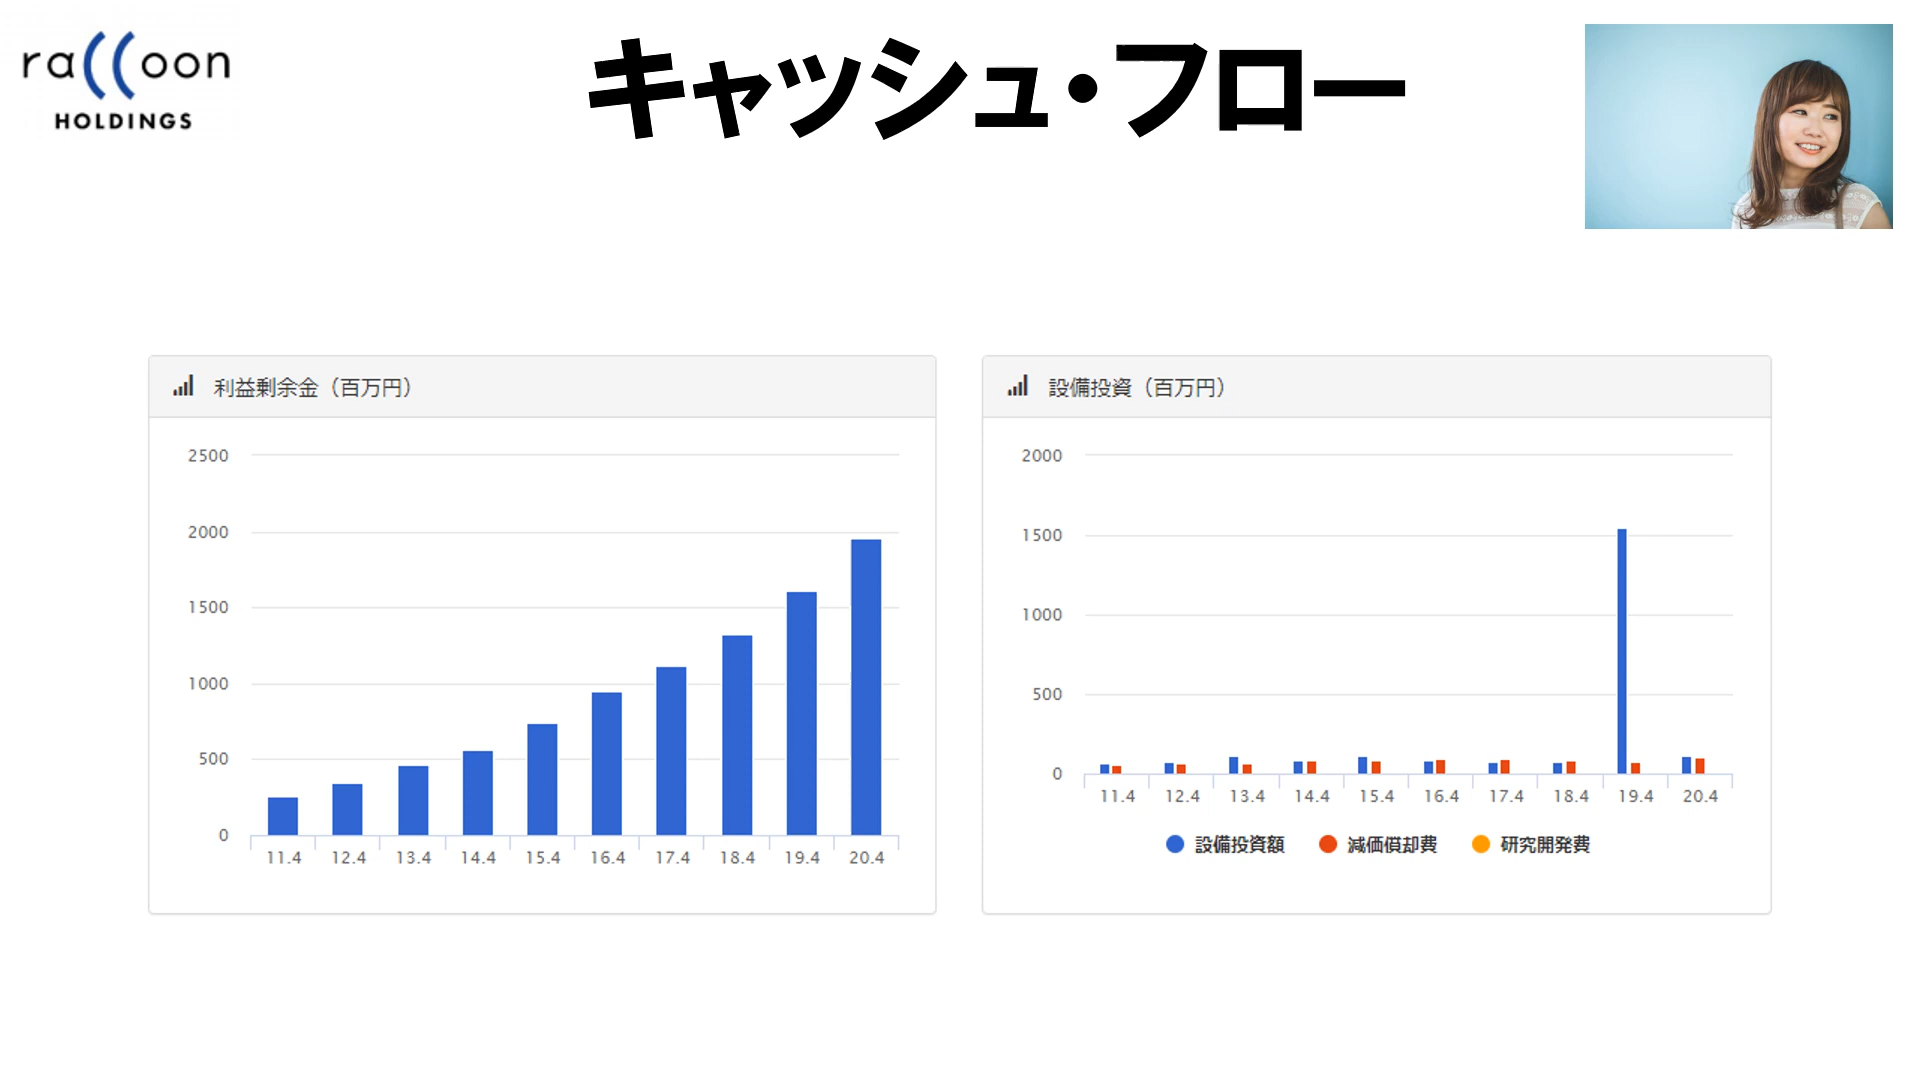 raccoon
HOLDINGS
キャッシュ・フロー
利益剰余金（百万円）
2500
2000
1500
1000
500
0
11.4 12.4 13.4 14.4 15.4 16.4 17.4 18.4 19.4 20.4
設備投資（百万円）
2000
1500
1000
500
0
11.4 12.4 13.4 14.4 15.4 16.4 17.4 18.4 19.4 20.4
設備投資額 減価償却費 研究開発費